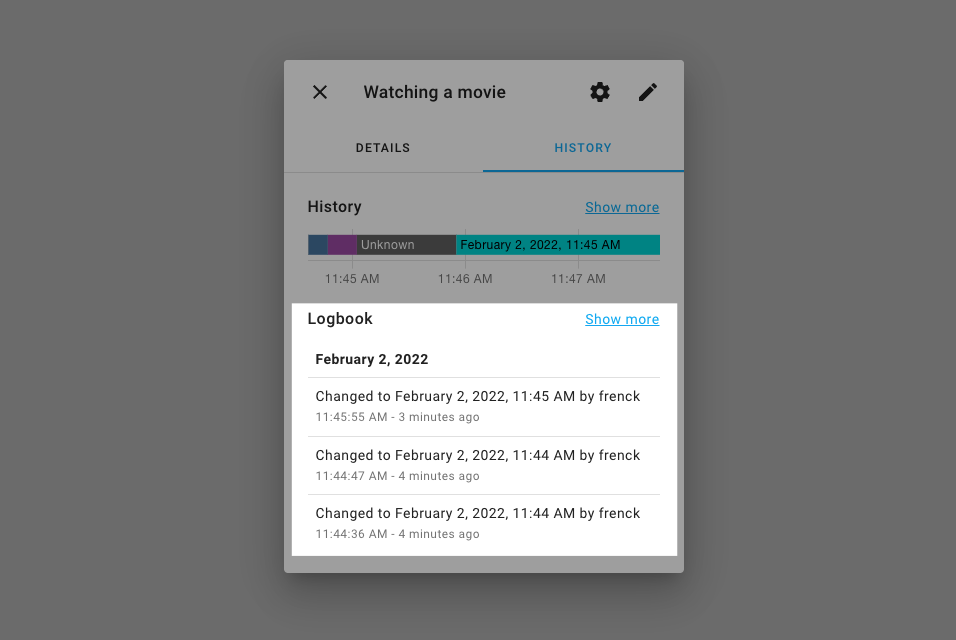 Watching a movie
DETAILS
HISTORY
History
Show more
Unknown
February 2, 2022, 11:45 AM
11:45 AM
11:46 AM
11:47 AM
Logbook
Show more
February 2, 2022
Changed to February 2, 2022, 11:45 AM by frenck
11:45:55 AM - 3 minutes ago
Changed to February 2, 2022, 11:44 AM by frenck
11:44:47 AM - 4 minutes ago
Changed to February 2, 2022, 11:44 AM by frenck
11:44:36 AM - 4 minutes ago